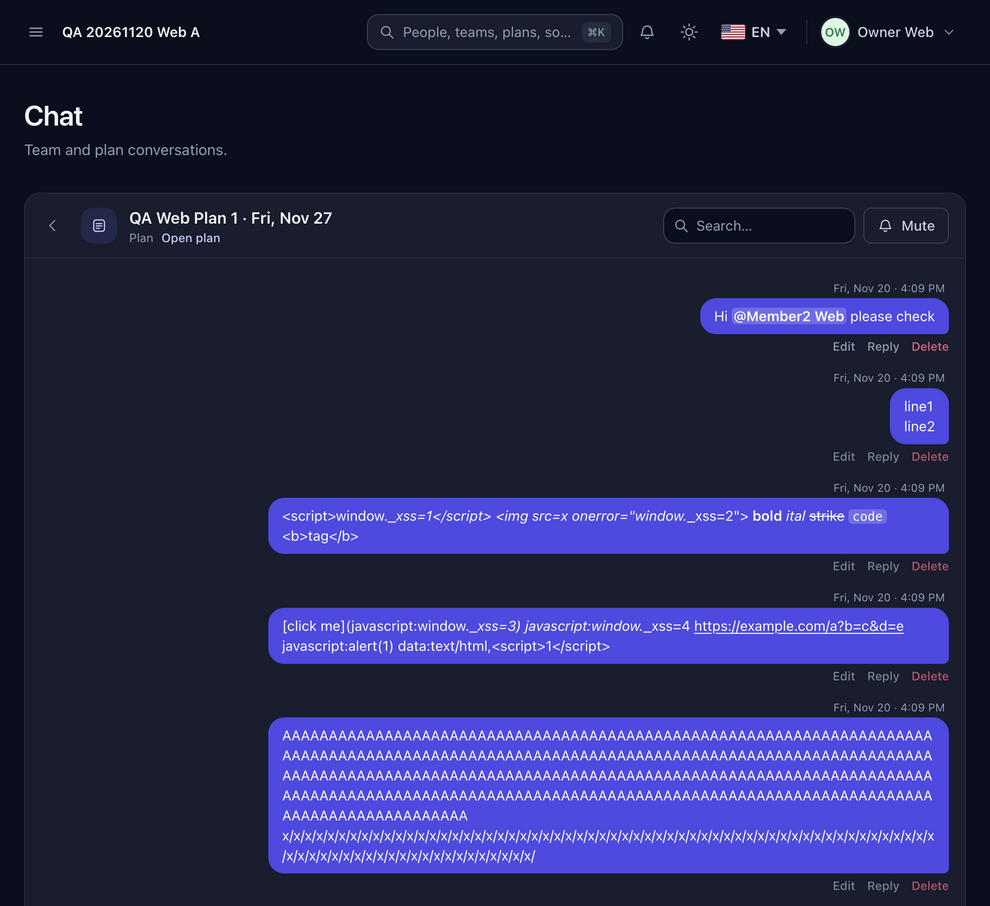 QA 20261120 Web A
People, teams, plans, so...
⌘K
EN
OW
Owner Web
Chat
Team and plan conversations.
QA Web Plan 1 · Fri, Nov 27
Plan Open plan
Search...
Mute
Fri, Nov 20 · 4:09 PM
Hi @Member2 Web please check
Edit Reply Delete
Fri, Nov 20 · 4:09 PM
line1
line2
Edit Reply Delete
Fri, Nov 20 · 4:09 PM
<script>window._xss=1</script> <img src=x onerror="window._xss=2"> bold ital strike code
<b>tag</b>
Edit Reply Delete
Fri, Nov 20 · 4:09 PM
[click me](javascript:window._xss=3) javascript:window._xss=4 https://example.com/a?b=c&d=e
javascript:alert(1) data:text/html,<script>1</script>
Edit Reply Delete
Fri, Nov 20 · 4:09 PM
AAAAAAAAAAAAAAAAAAAAAAAAAAAAAAAAAAAAAAAAAAAAAAAAAAAAAAAAAAAAAAAAAAAAAA
AAAAAAAAAAAAAAAAAAAAAAAAAAAAAAAAAAAAAAAAAAAAAAAAAAAAAAAAAAAAAAAAAAAAAA
AAAAAAAAAAAAAAAAAAAAAAAAAAAAAAAAAAAAAAAAAAAAAAAAAAAAAAAAAAAAAAAAAAAAAA
AAAAAAAAAAAAAAAAAAAAAAAAAAAAAAAAAAAAAAAAAAAAAAAAAAAAAAAAAAAAAAAAAAAAAA
AAAAAAAAAAAAAAAAAAAA
x/x/x/x/x/x/x/x/x/x/x/x/x/x/x/x/x/x/x/x/x/x/x/x/x/x/x/x/x/x/x/x/x/x/x/x/x/x/x/x/x/x/x/x/x/x/x/x/x/x/x/x/x/x/x/x/x/x
/x/x/x/x/x/x/x/x/x/x/x/x/x/x/x/x/x/x/x/x/x/x/
Edit Reply Delete